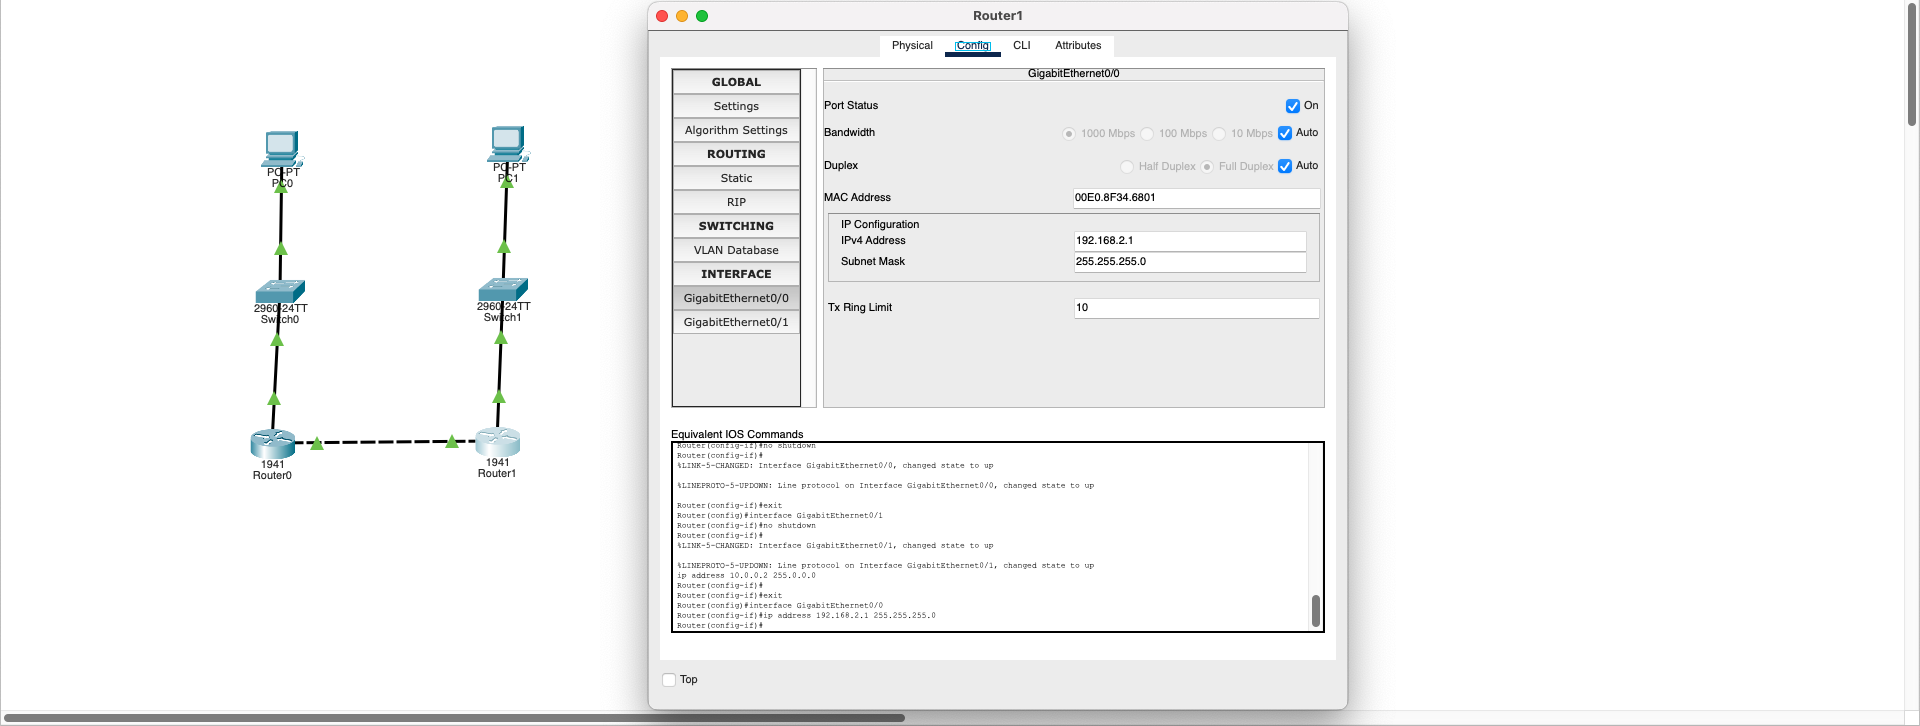 Router1
Physical Config CLI Attributes
GLOBAL
Settings
Algorithm Settings
ROUTING
Static
RIP
SWITCHING
VLAN Database
INTERFACE
GigabitEthernet0/0
GigabitEthernet0/1
GigabitEthernet0/0
Port Status On
Bandwidth 1000 Mbps 100 Mbps 10 Mbps Auto
Duplex Half Duplex Full Duplex Auto
MAC Address 00E0.8F34.6801
IP Configuration
IPv4 Address 192.168.2.1
Subnet Mask 255.255.255.0
Tx Ring Limit 10
Equivalent IOS Commands
Router(config-if)#no shutdown
Router(config-if)#
%LINK-5-CHANGED: Interface GigabitEthernet0/0, changed state to up
%LINEPROTO-5-UPDOWN: Line protocol on Interface GigabitEthernet0/0, changed state to up
Router(config-if)#exit
Router(config)#interface GigabitEthernet0/1
Router(config-if)#no shutdown
Router(config-if)#
%LINK-5-CHANGED: Interface GigabitEthernet0/1, changed state to up
%LINEPROTO-5-UPDOWN: Line protocol on Interface GigabitEthernet0/1, changed state to up
ip address 10.0.0.2 255.0.0.0
Router(config-if)#
Router(config-if)#exit
Router(config)#interface GigabitEthernet0/0
Router(config-if)#ip address 192.168.2.1 255.255.255.0
Router(config-if)#
Top
PC-PT
PC0
PC-PT
PC1
2960-24TT
Switch0
2960-24TT
Switch1
1941
Router0
1941
Router1